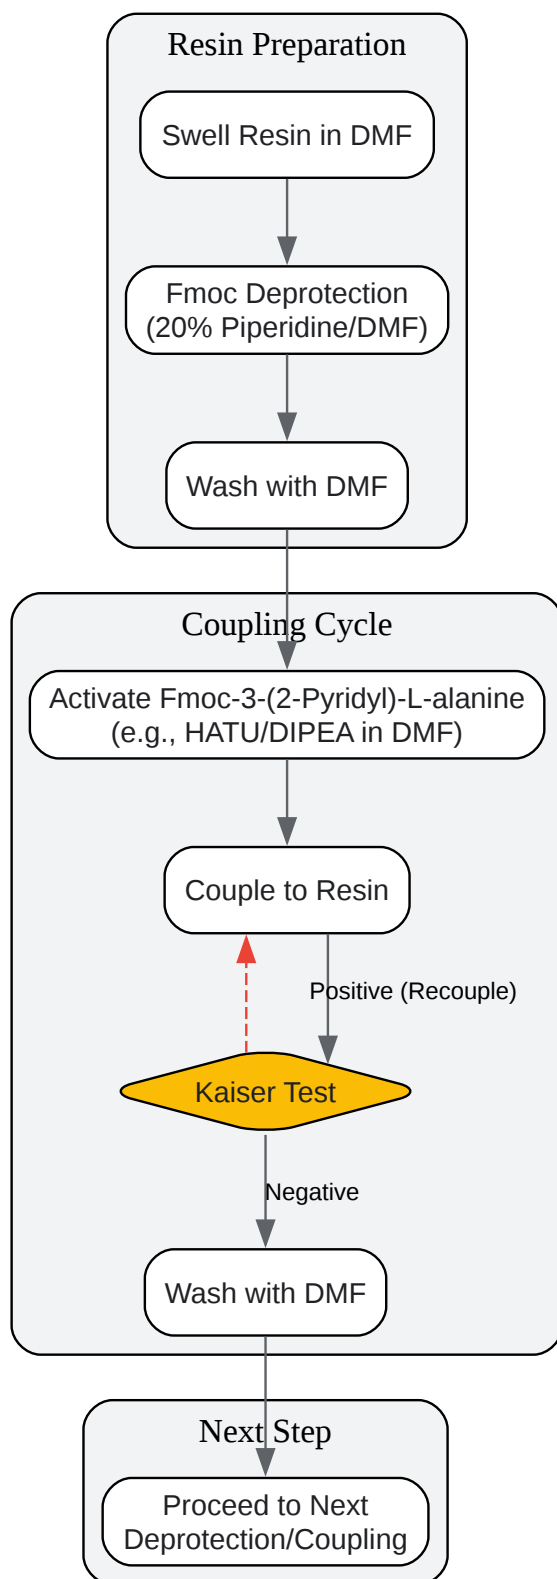 Resin Preparation
Swell Resin in DMF
Fmoc Deprotection
(20% Piperidine/DMF)
Wash with DMF
Coupling Cycle
Activate Fmoc-3-(2-Pyridyl)-L-alanine
(e.g., HATU/DIPEA in DMF)
Couple to Resin
Positive (Recouple)
Kaiser Test
Negative
Wash with DMF
Next Step
Proceed to Next
Deprotection/Coupling